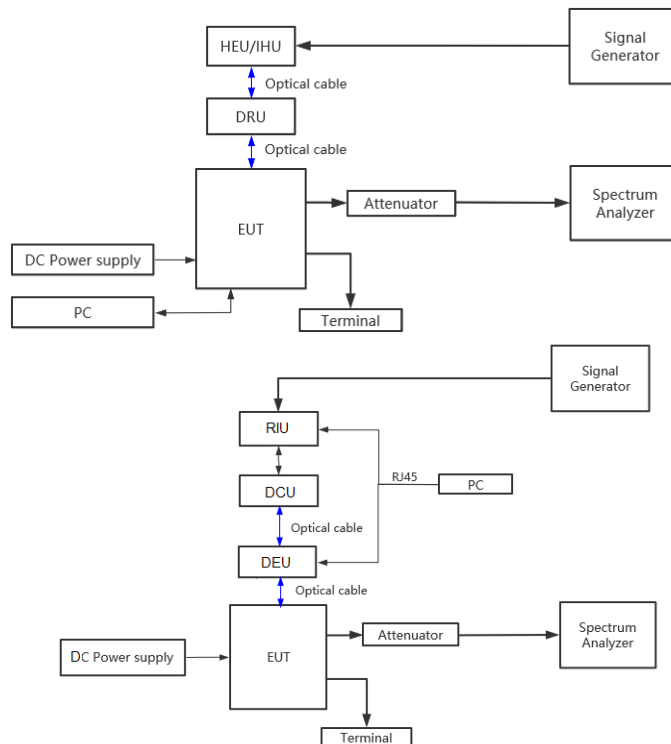 Signal
Generator
HEU/IHU
Optical cable
DRU
Optical cable
EUT
Attenuator
Spectrum
Analyzer
DC Power supply
PC
Terminal
Signal
Generator
RIU
RJ45
PC
DCU
Optical cable
DEU
Optical cable
EUT
Attenuator
Spectrum
Analyzer
DC Power supply
Terminal